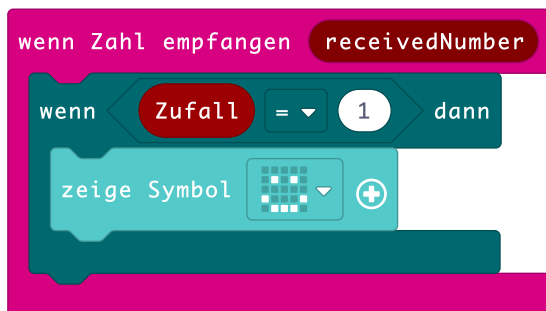 wenn Zahl empfangen receivedNumber
wenn Zufall = 1 dann
zeige Symbol